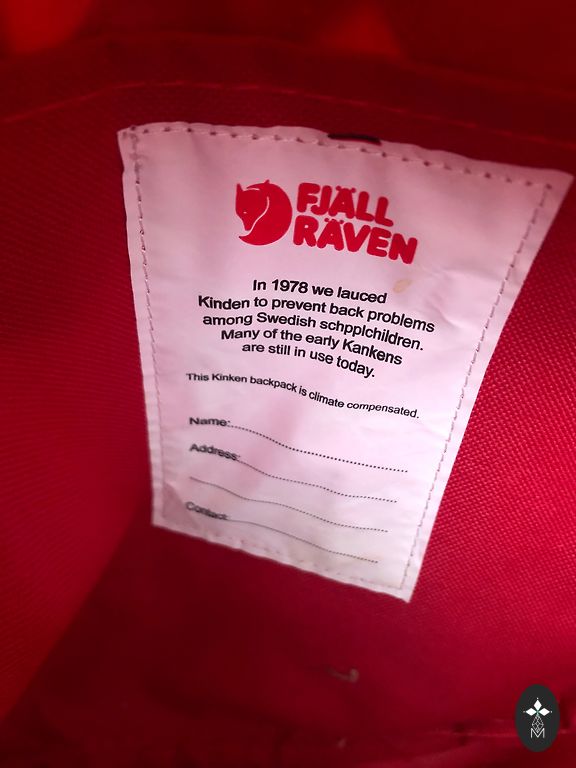 FJÄLL
RÄVEN
In 1978 we lauced
Kinden to prevent back problems
among Swedish schpplchildren.
Many of the early Kankens
are still in use today.
This Kinken backpack is climate compensated.
Name:
Address:
Contact:
M